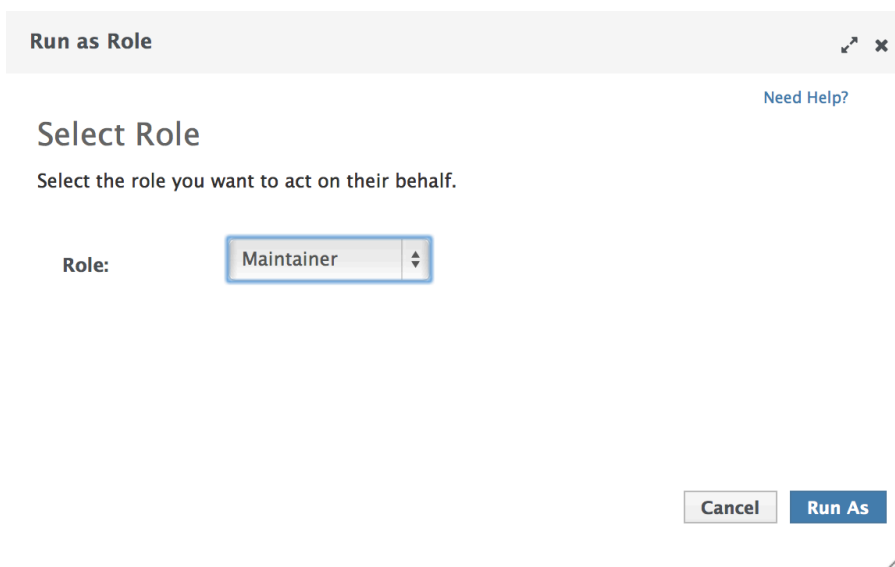 Run as Role
Need Help?
Select Role
Select the role you want to act on their behalf.
Role: Maintainer
Cancel Run As